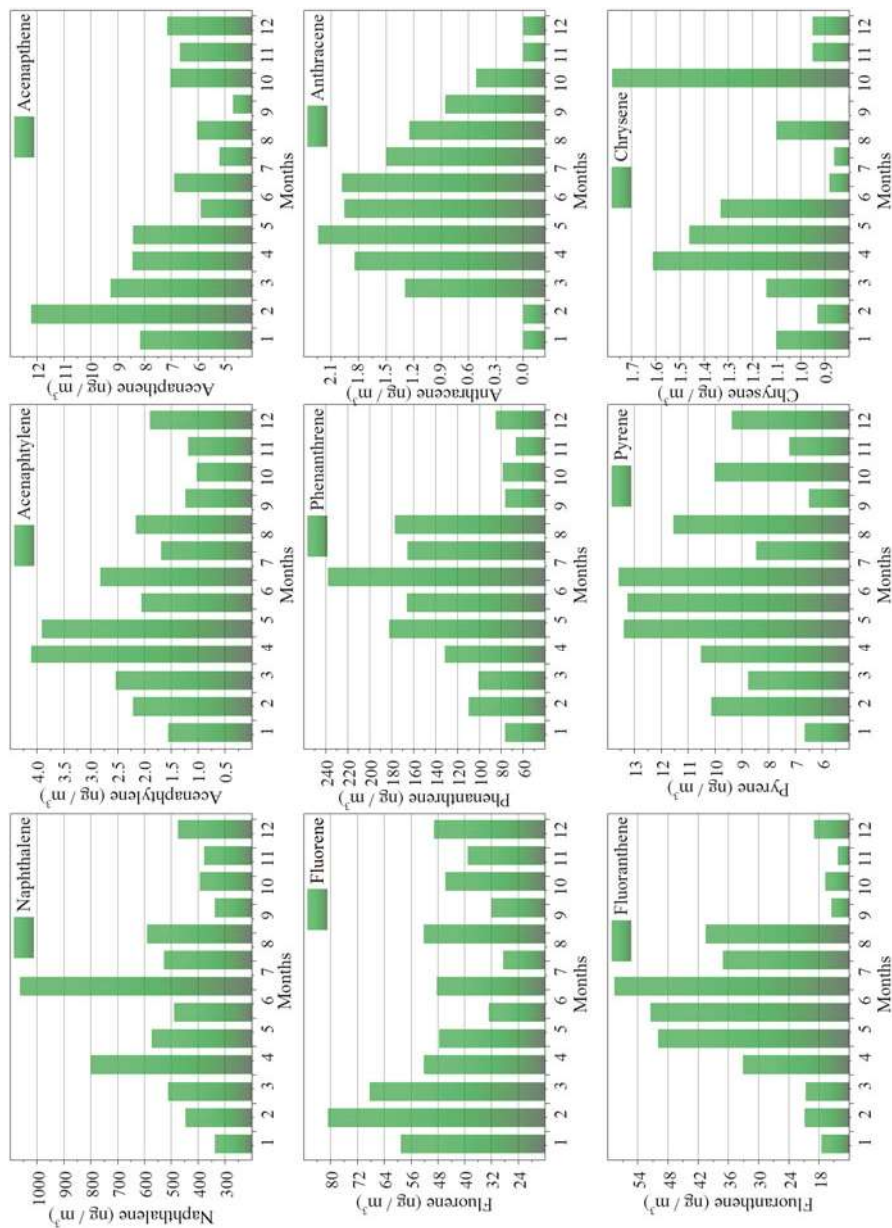 Naphthalene
Naphthalene (ng / m³)
1000
900
800
700
600
500
400
300
1 2 3 4 5 6 7 8 9 10 11 12
Months
Acenaphtylene
Acenaphtylene (ng / m³)
4.0
3.5
3.0
2.5
2.0
1.5
1.0
0.5
1 2 3 4 5 6 7 8 9 10 11 12
Months
Acenapthene
Acenapthene (ng / m³)
12
11
10
9
8
7
6
5
1 2 3 4 5 6 7 8 9 10 11 12
Months
Fluorene
Fluorene (ng / m³)
80
72
64
56
48
40
32
24
1 2 3 4 5 6 7 8 9 10 11 12
Months
Phenanthrene
Phenanthrene (ng / m³)
240
220
200
180
160
140
120
100
80
60
1 2 3 4 5 6 7 8 9 10 11 12
Months
Anthracene
Anthracene (ng / m³)
2.1
1.8
1.5
1.2
0.9
0.6
0.3
0.0
1 2 3 4 5 6 7 8 9 10 11 12
Months
Fluoranthene
Fluoranthene (ng / m³)
54
48
42
36
30
24
18
1 2 3 4 5 6 7 8 9 10 11 12
Months
Pyrene
Pyrene (ng / m³)
13
12
11
10
9
8
7
6
1 2 3 4 5 6 7 8 9 10 11 12
Months
Chrysene
Chrysene (ng / m³)
1.7
1.6
1.5
1.4
1.3
1.2
1.1
1.0
0.9
1 2 3 4 5 6 7 8 9 10 11 12
Months